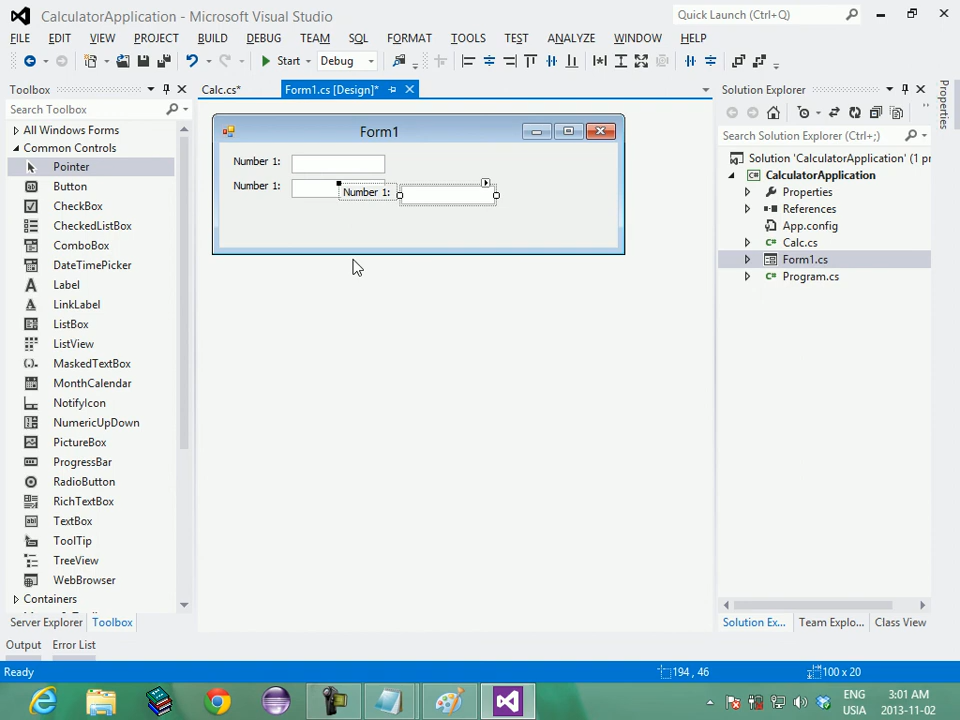 CalculatorApplication - Microsoft Visual Studio
Quick Launch (Ctrl+Q)
FILE EDIT VIEW PROJECT BUILD DEBUG TEAM SQL FORMAT TOOLS TEST ANALYZE WINDOW HELP
Start Debug
Toolbox
Calc.cs* Form1.cs [Design]*
Solution Explorer
Properties
Search Toolbox
All Windows Forms
Common Controls
Pointer
Button
CheckBox
CheckedListBox
ComboBox
DateTimePicker
Label
LinkLabel
ListBox
ListView
MaskedTextBox
MonthCalendar
NotifyIcon
NumericUpDown
PictureBox
ProgressBar
RadioButton
RichTextBox
TextBox
ToolTip
TreeView
WebBrowser
Containers
Server Explorer Toolbox
Form1
Number 1:
Number 1:
Number 1:
Search Solution Explorer (Ctrl+;)
Solution 'CalculatorApplication' (1 pr
CalculatorApplication
Properties
References
App.config
Calc.cs
Form1.cs
Program.cs
Solution Ex... Team Explo... Class View
Output Error List
Ready
194 , 46
100 x 20
ENG
USIA
3:01 AM
2013-11-02